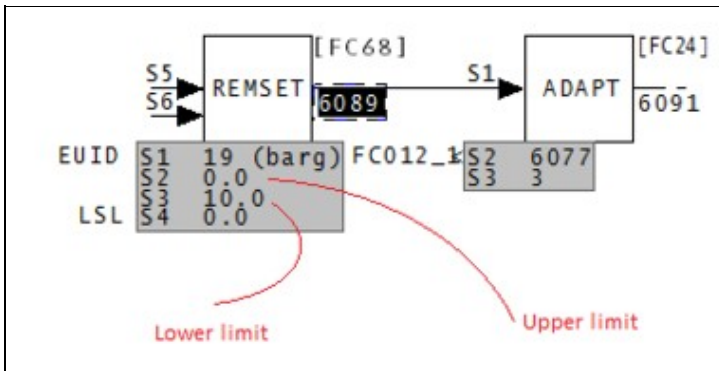 [FC68]
[FC24]
S5
S6
REMSET
6089
S1
ADAPT
6091
EUID
S1 19 (barg)
S2 0.0
S3 10.0
S4 0.0
LSL
FC012_1
S2 6077
S3 3
Lower limit
Upper limit